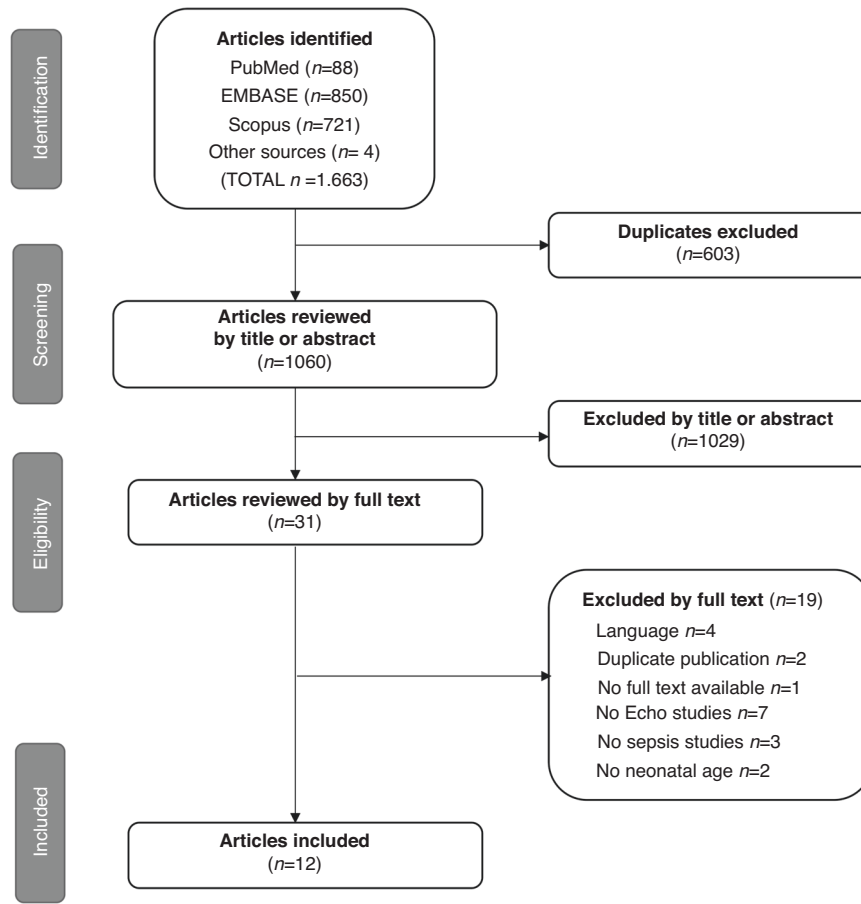 Identification
Articles identified
PubMed (n=88)
EMBASE (n=850)
Scopus (n=721)
Other sources (n= 4)
(TOTAL n =1.663)
Duplicates excluded
(n=603)
Screening
Articles reviewed
by title or abstract
(n=1060)
Excluded by title or abstract
(n=1029)
Eligibility
Articles reviewed by full text
(n=31)
Excluded by full text (n=19)
Language n=4
Duplicate publication n=2
No full text available n=1
No Echo studies n=7
No sepsis studies n=3
No neonatal age n=2
Included
Articles included
(n=12)